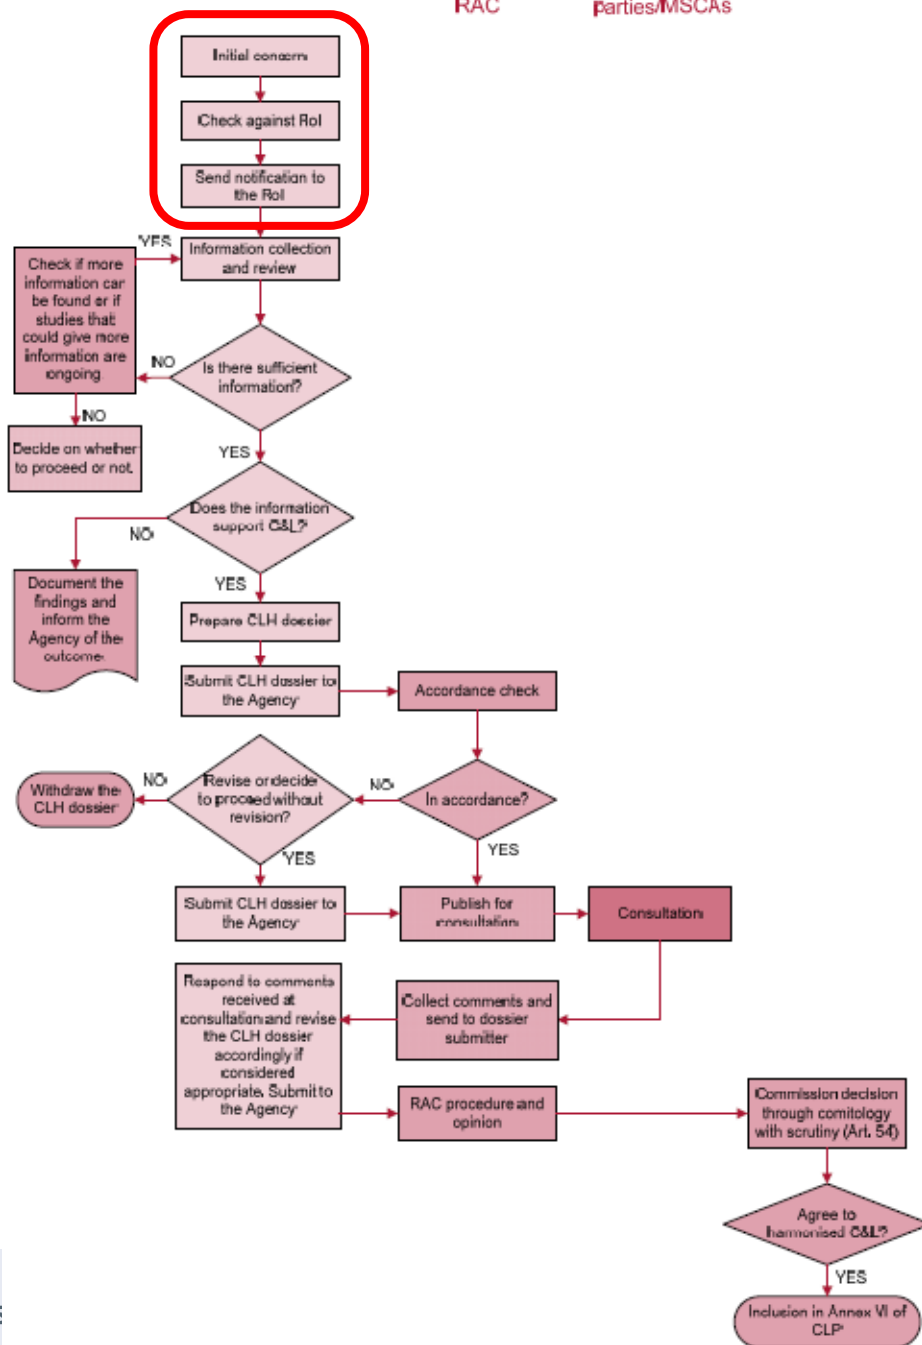 RAC parties/MSCAs
Initial concern
Check against RoI
Send notification to
the RoI
YES
Information collection
and review
Check if more
information can
be found or if
studies that
could give more
information are
ongoing
NO
Is there sufficient
information?
NO
Decide on whether
to proceed or not.
YES
Does the information
support C&L?
NO
YES
Document the
findings and
inform the
Agency of the
outcome.
Prepare CLH dossier
Submit CLH dossier to
the Agency
Accordance check
Withdraw the
CLH dossier
NO
Revise or decide
to proceed without
revision?
NO
In accordance?
YES
YES
Submit CLH dossier to
the Agency
Publish for
consultation
Consultation
Respond to comments
received at
consultation and revise
the CLH dossier
accordingly if
considered
appropriate. Submit to
the Agency
Collect comments and
send to dossier
submitter
RAC procedure and
opinion
Commission decision
through comitology
with scrutiny (Art. 54)
Agree to
harmonised C&L?
YES
Inclusion in Annex VI of
CLP